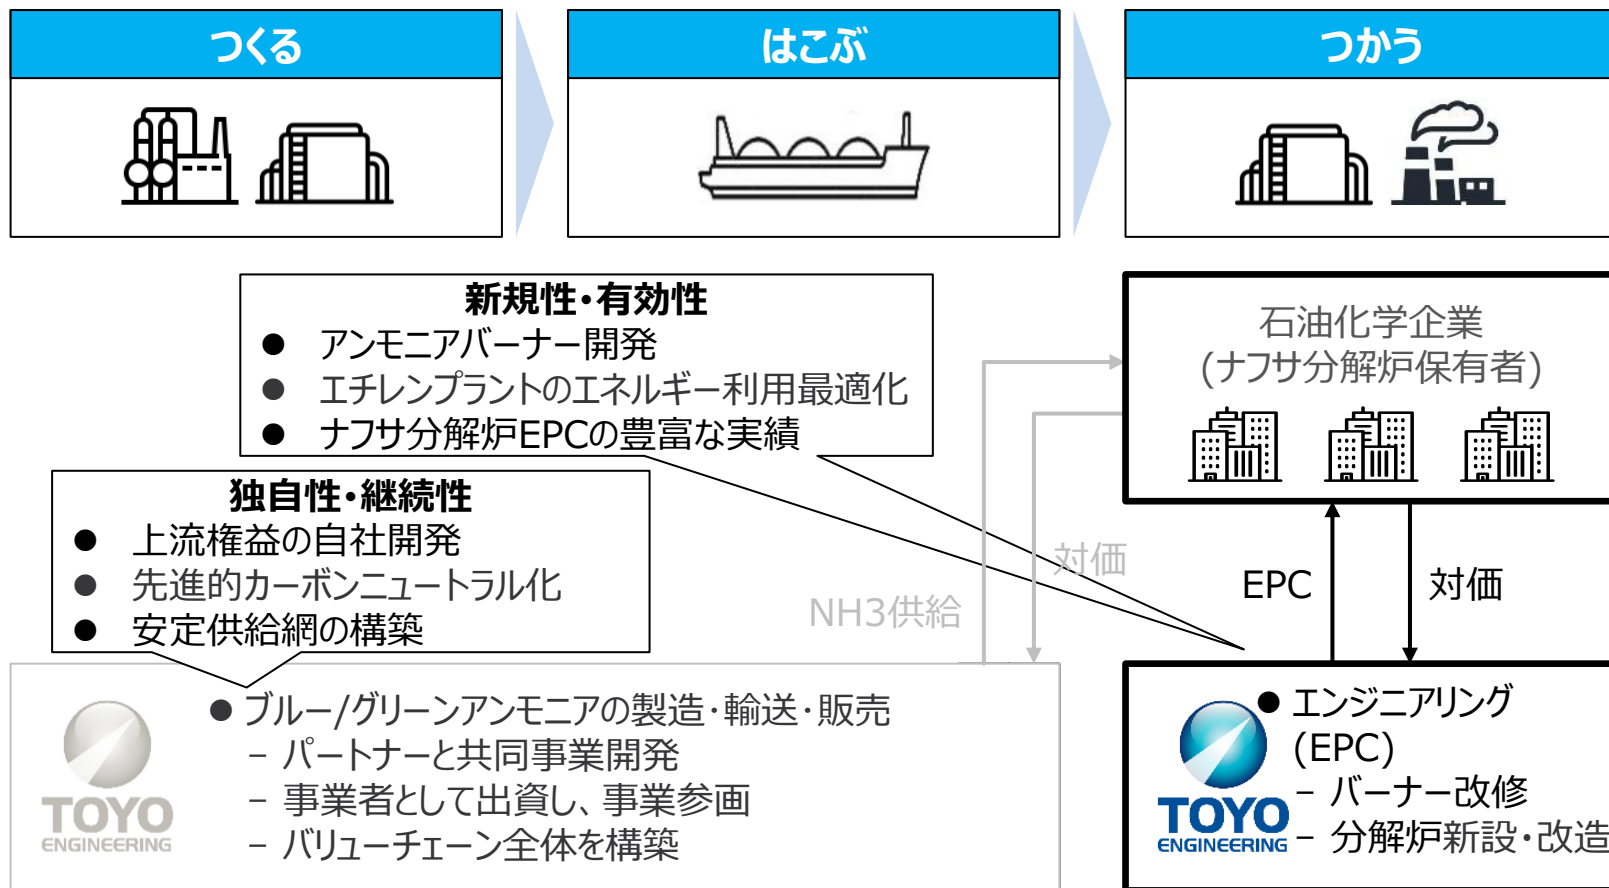 つくる
はこぶ
つかう
新規性・有効性
● アンモニアバーナー開発
● エチレンプラントのエネルギー利用最適化
● ナフサ分解炉EPCの豊富な実績
石油化学企業
(ナフサ分解炉保有者)
独自性・継続性
● 上流権益の自社開発
● 先進的カーボンニュートラル化
● 安定供給網の構築
対価
NH3供給
EPC
対価
● ブルー/グリーンアンモニアの製造・輸送・販売
− パートナーと共同事業開発
− 事業者として出資し、事業参画
− バリューチェーン全体を構築
TOYO
ENGINEERING
● エンジニアリング
(EPC)
− バーナー改修
− 分解炉新設・改造
TOYO
ENGINEERING